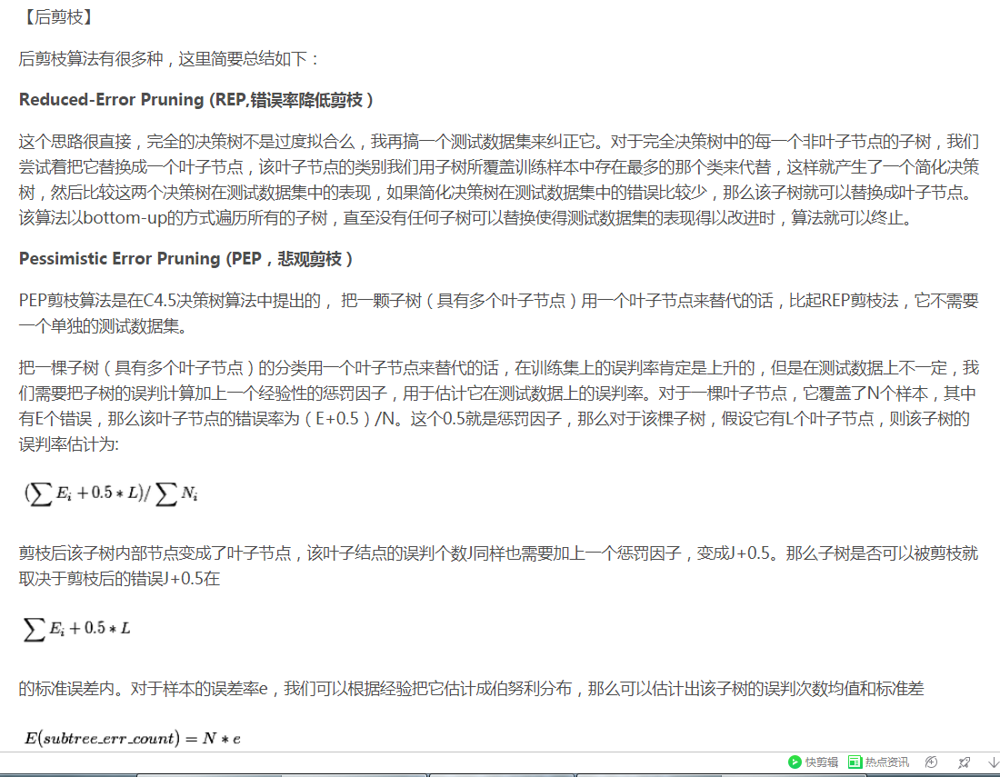 【后剪枝】
后剪枝算法有很多种，这里简要总结如下：
Reduced-Error Pruning (REP,错误率降低剪枝）
这个思路很直接，完全的决策树不是过度拟合么，我再搞一个测试数据集来纠正它。对于完全决策树中的每一个非叶子节点的子树，我们
尝试着把它替换成一个叶子节点，该叶子节点的类别我们用子树所覆盖训练样本中存在最多的那个类来代替，这样就产生了一个简化决策
树，然后比较这两个决策树在测试数据集中的表现，如果简化决策树在测试数据集中的错误比较少，那么该子树就可以替换成叶子节点。
该算法以bottom-up的方式遍历所有的子树，直至没有任何子树可以替换使得测试数据集的表现得以改进时，算法就可以终止。
Pessimistic Error Pruning (PEP，悲观剪枝）
PEP剪枝算法是在C4.5决策树算法中提出的， 把一颗子树（具有多个叶子节点）用一个叶子节点来替代的话，比起REP剪枝法，它不需要
一个单独的测试数据集。
把一棵子树（具有多个叶子节点）的分类用一个叶子节点来替代的话，在训练集上的误判率肯定是上升的，但是在测试数据上不一定，我
们需要把子树的误判计算加上一个经验性的惩罚因子，用于估计它在测试数据上的误判率。对于一棵叶子节点，它覆盖了N个样本，其中
有E个错误，那么该叶子节点的错误率为（E+0.5）/N。这个0.5就是惩罚因子，那么对于该棵子树，假设它有L个叶子节点，则该子树的
误判率估计为:
(∑ E_i + 0.5 * L)/ ∑ N_i
剪枝后该子树内部节点变成了叶子节点，该叶子结点的误判个数J同样也需要加上一个惩罚因子，变成J+0.5。那么子树是否可以被剪枝就
取决于剪枝后的错误J+0.5在
∑ E_i + 0.5 * L
的标准误差内。对于样本的误差率e，我们可以根据经验把它估计成伯努利分布，那么可以估计出该子树的误判次数均值和标准差
E(subtree_err_count) = N * e
快剪辑 热点资讯